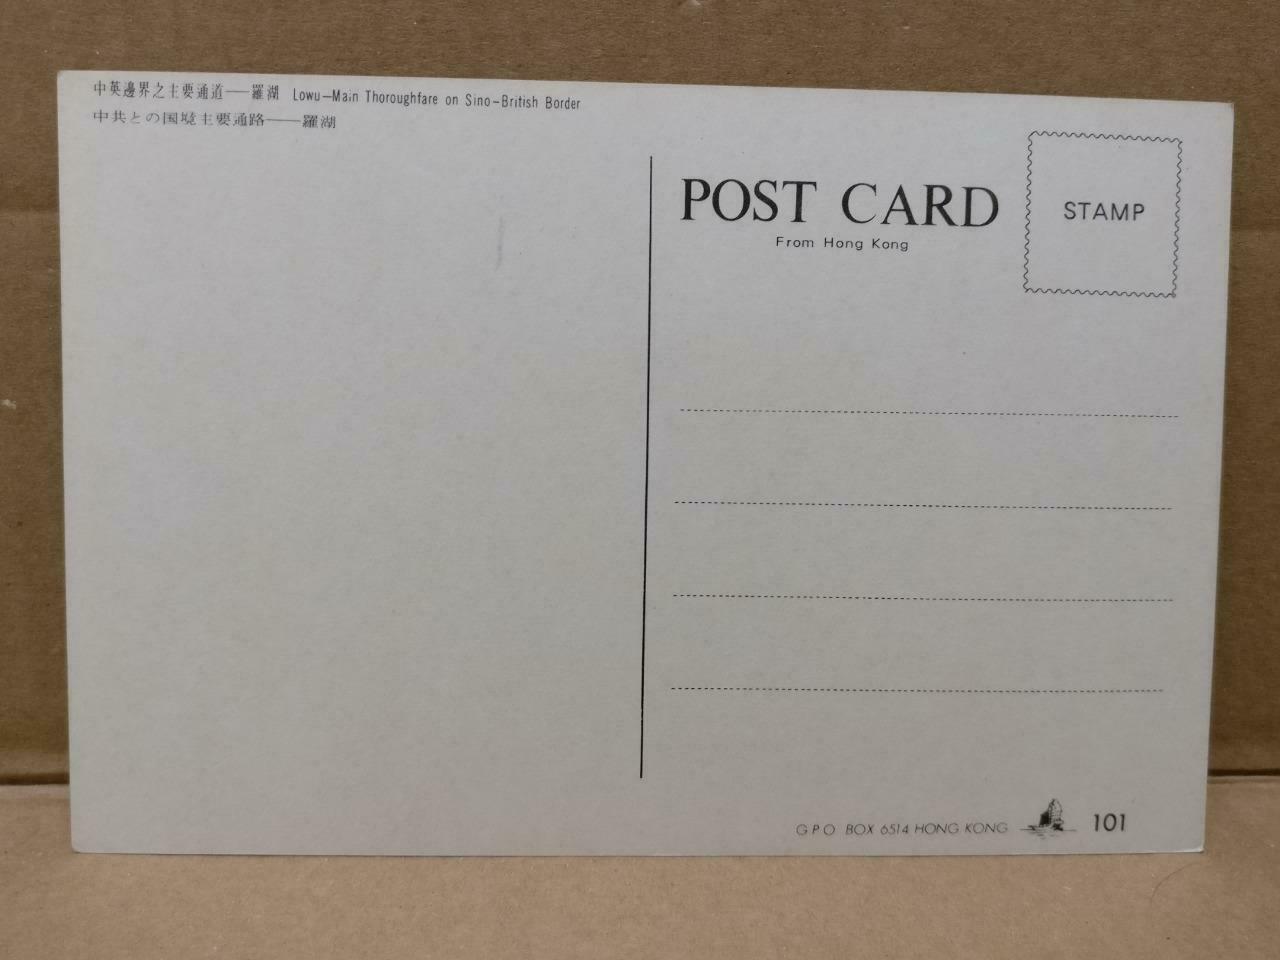 中英邊界之主要通道──羅湖 Lowu—Main Thoroughfare on Sino-British Border
中共との国境主要通路──羅湖
POST CARD
From Hong Kong
STAMP
G P O BOX 6514 HONG KONG 101